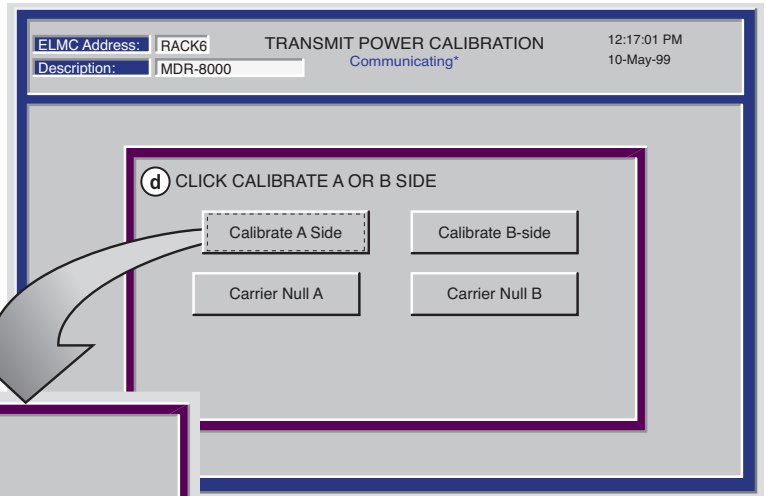 ELMC Address: RACK6 TRANSMIT POWER CALIBRATION 12:17:01 PM
Description: MDR-8000 Communicating* 10-May-99
d CLICK CALIBRATE A OR B SIDE
Calibrate A Side Calibrate B-side
Carrier Null A Carrier Null B